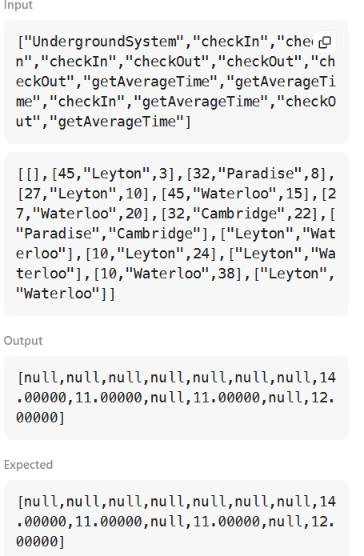 Input
["UndergroundSystem","checkIn","chec
n","checkIn","checkOut","checkOut","ch
eckOut","getAverageTime","getAverageTi
me","checkIn","getAverageTime","checkO
ut","getAverageTime"]
[[],[45,"Leyton",3],[32,"Paradise",8],
[27,"Leyton",10],[45,"Waterloo",15],[2
7,"Waterloo",20],[32,"Cambridge",22],[
"Paradise","Cambridge"],["Leyton","Wat
erloo"],[10,"Leyton",24],["Leyton","Wa
terloo"],[10,"Waterloo",38],["Leyton",
"Waterloo"]]
Output
[null,null,null,null,null,null,null,14
.00000,11.00000,null,11.00000,null,12.
00000]
Expected
[null,null,null,null,null,null,null,14
.00000,11.00000,null,11.00000,null,12.
00000]